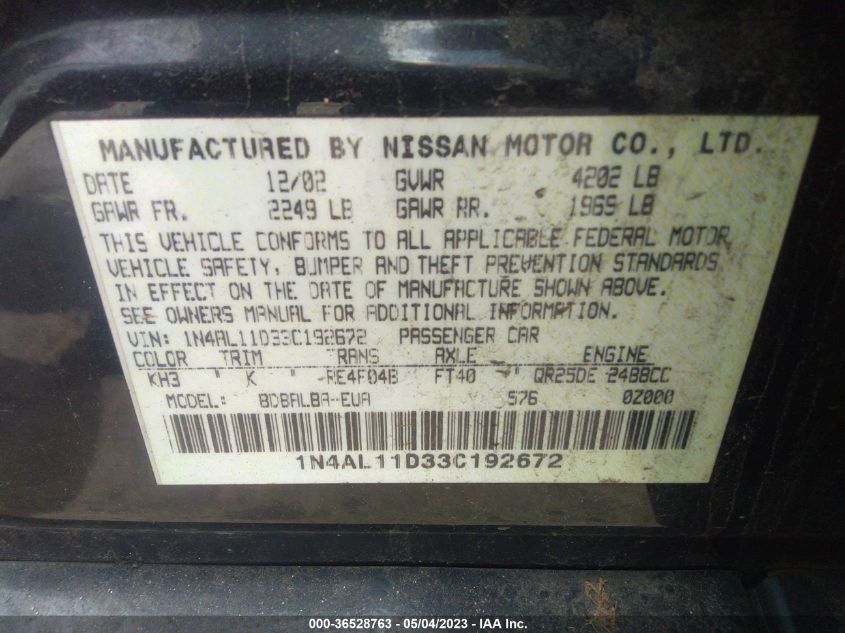 MANUFACTURED BY NISSAN MOTOR CO., LTD.
DATE 12/02 GVWR 4202 LB
GAWR FR. 2249 LB GAWR RR. 1969 LB
THIS VEHICLE CONFORMS TO ALL APPLICABLE FEDERAL MOTOR
VEHICLE SAFETY, BUMPER AND THEFT PREVENTION STANDARDS
IN EFFECT ON THE DATE OF MANUFACTURE SHOWN ABOVE.
SEE OWNERS MANUAL FOR ADDITIONAL INFORMATION.
VIN: 1N4AL11D33C192672 PASSENGER CAR
COLOR TRIM TRANS AXLE ENGINE
KH3 " K " RE4F04B FT40 " QR25DE 2488CC
MODEL: BDBALBA-EUA 576 0Z000
1N4AL11D33C192672
000-36528763 - 05/04/2023 - IAA Inc.